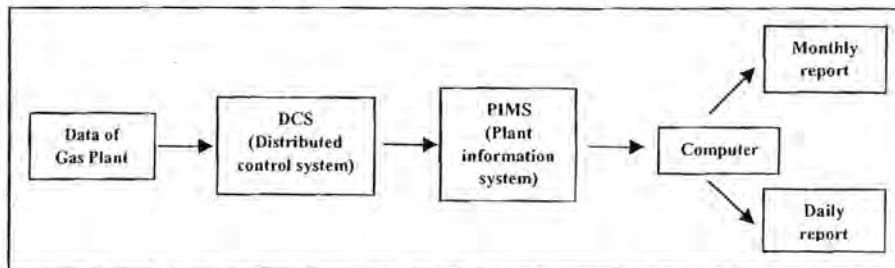 Data of
Gas Plant
DCS
(Distributed
control system)
PIMS
(Plant
information
system)
Computer
Monthly
report
Daily
report